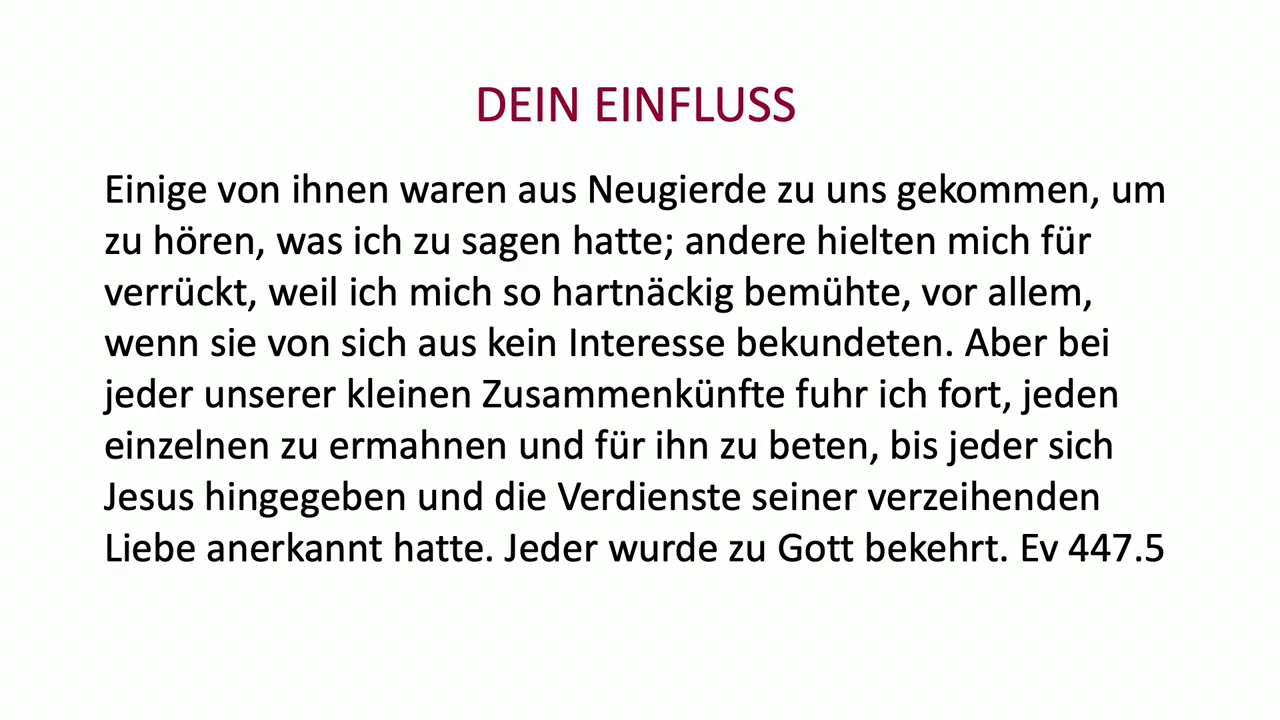 DEIN EINFLUSS
Einige von ihnen waren aus Neugierde zu uns gekommen, um
zu hören, was ich zu sagen hatte; andere hielten mich für
verrückt, weil ich mich so hartnäckig bemühte, vor allem,
wenn sie von sich aus kein Interesse bekundeten. Aber bei
jeder unserer kleinen Zusammenkünfte fuhr ich fort, jeden
einzelnen zu ermahnen und für ihn zu beten, bis jeder sich
Jesus hingegeben und die Verdienste seiner verzeihenden
Liebe anerkannt hatte. Jeder wurde zu Gott bekehrt. Ev 447.5